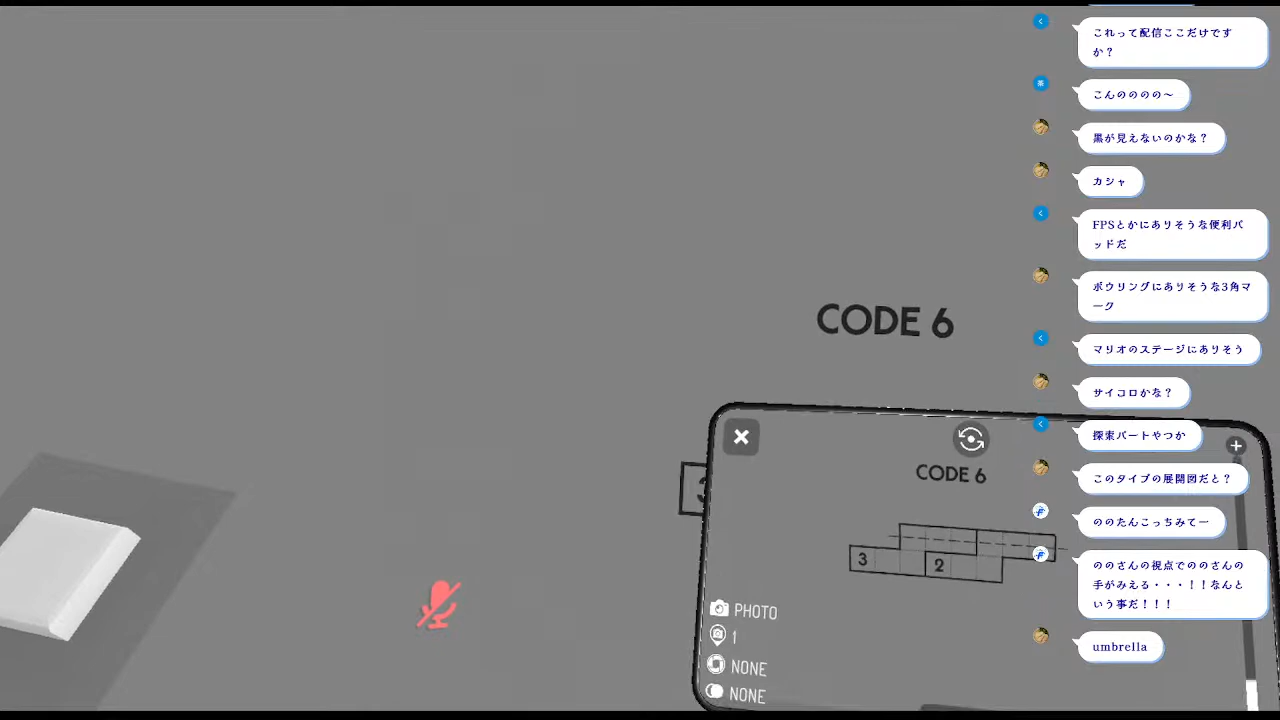 これって配信ここだけです
か？
こんのののの～
黒が見えないのかな？
カシャ
FPSとかにありそうな便利パ
ッドだ
ボウリングにありそうな3角マ
ーク
マリオのステージにありそう
サイコロかな？
探索パートやつか
このタイプの展開図だと？
ののたんこっちみてー
ののさんの視点でののさんの
手がみえる・・・！！なんと
いう事だ！！！
umbrella
CODE 6
CODE 6
3
2
PHOTO
1
NONE
NONE